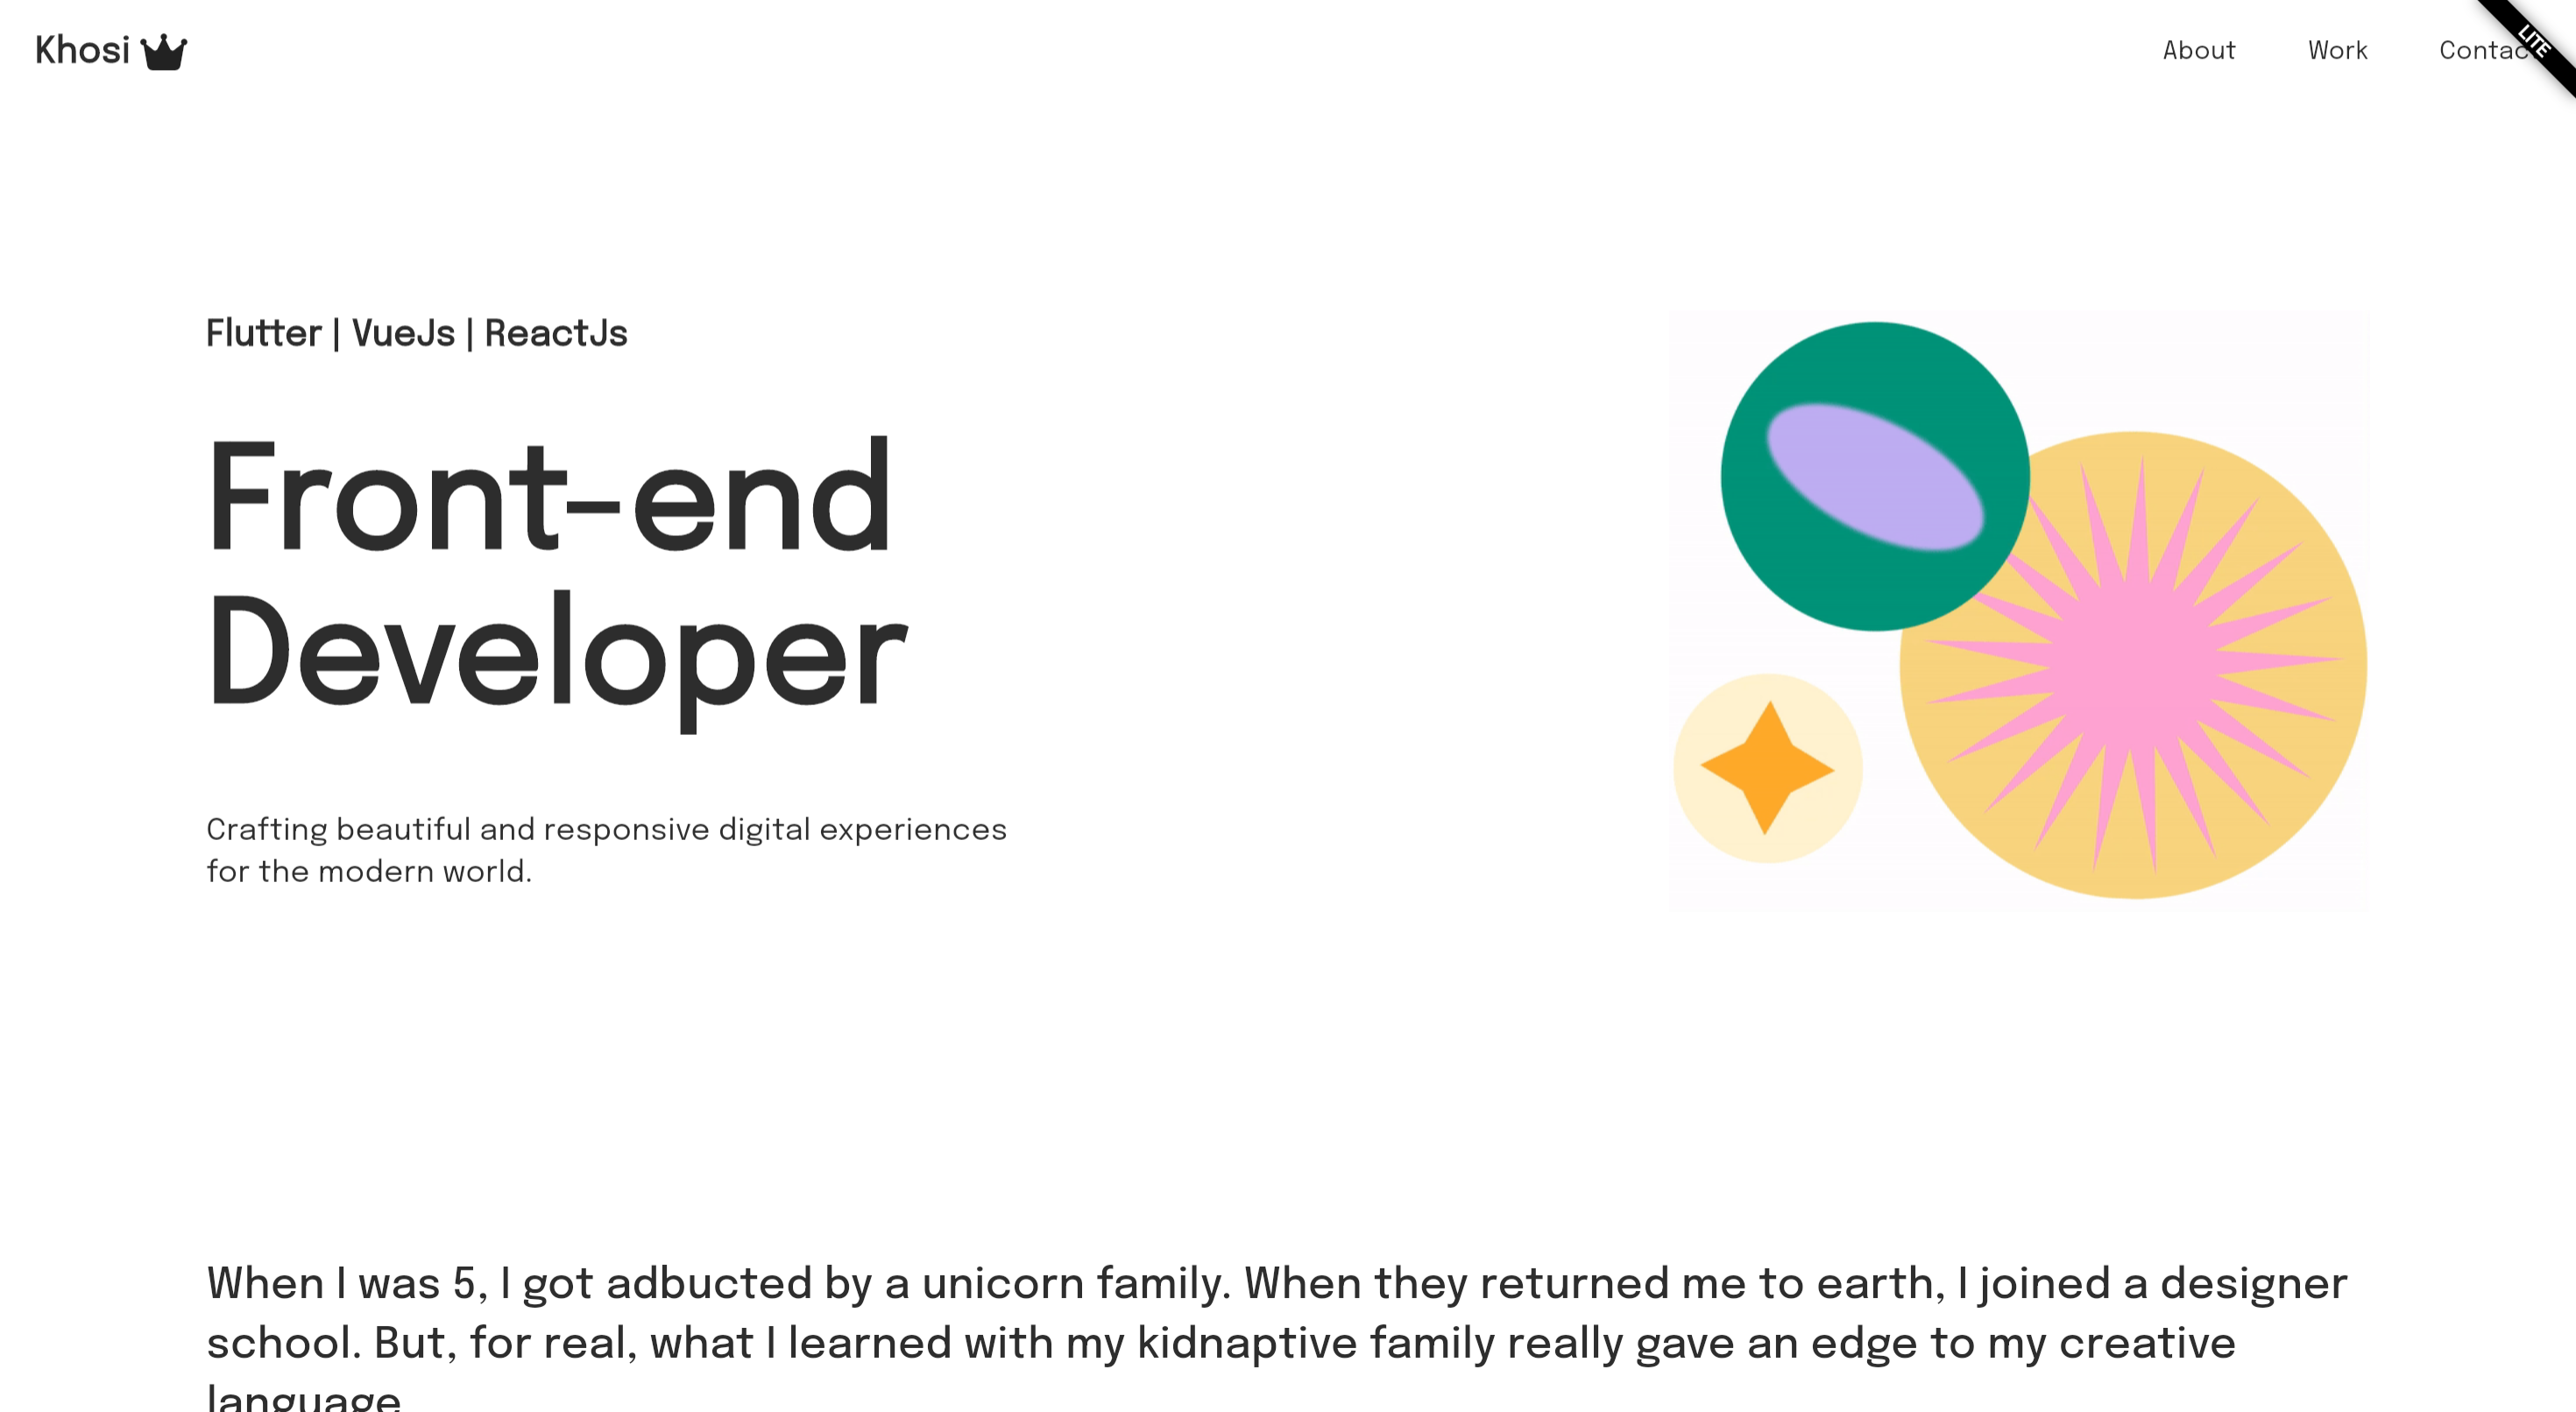 Khosi
About Work Contac
LITE
Flutter | VueJs | ReactJs
Front-end
Developer
Crafting beautiful and responsive digital experiences
for the modern world.
When I was 5, I got adbucted by a unicorn family. When they returned me to earth, I joined a designer
school. But, for real, what I learned with my kidnaptive family really gave an edge to my creative
language